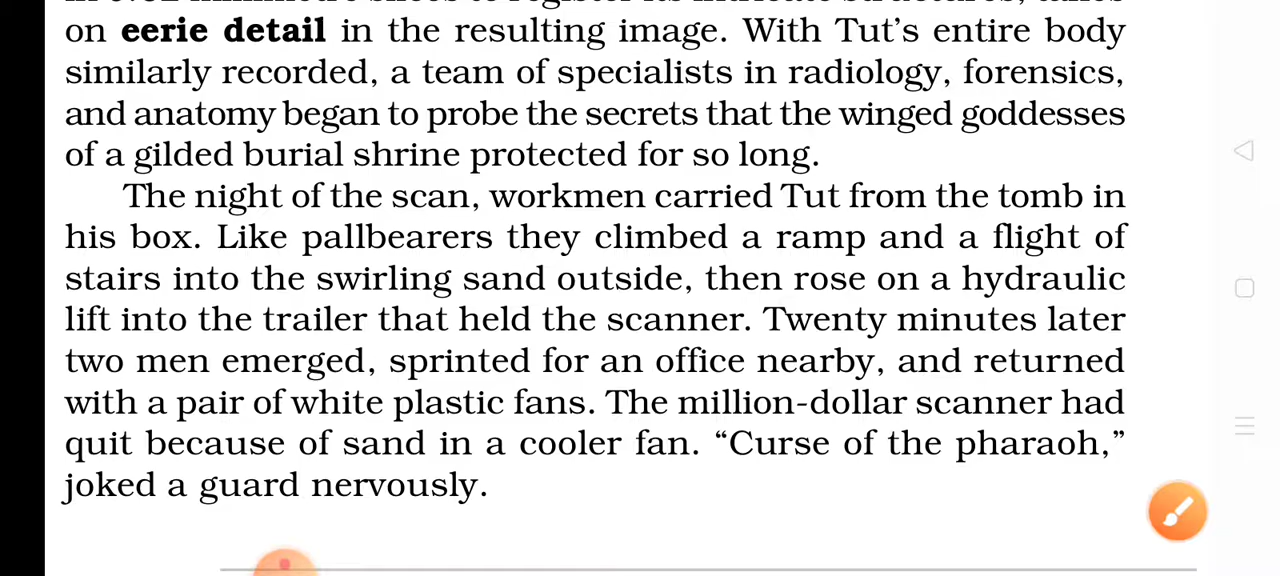 on eerie detail in the resulting image. With Tut's entire body
similarly recorded, a team of specialists in radiology, forensics,
and anatomy began to probe the secrets that the winged goddesses
of a gilded burial shrine protected for so long.
The night of the scan, workmen carried Tut from the tomb in
his box. Like pallbearers they climbed a ramp and a flight of
stairs into the swirling sand outside, then rose on a hydraulic
lift into the trailer that held the scanner. Twenty minutes later
two men emerged, sprinted for an office nearby, and returned
with a pair of white plastic fans. The million-dollar scanner had
quit because of sand in a cooler fan. “Curse of the pharaoh,”
joked a guard nervously.